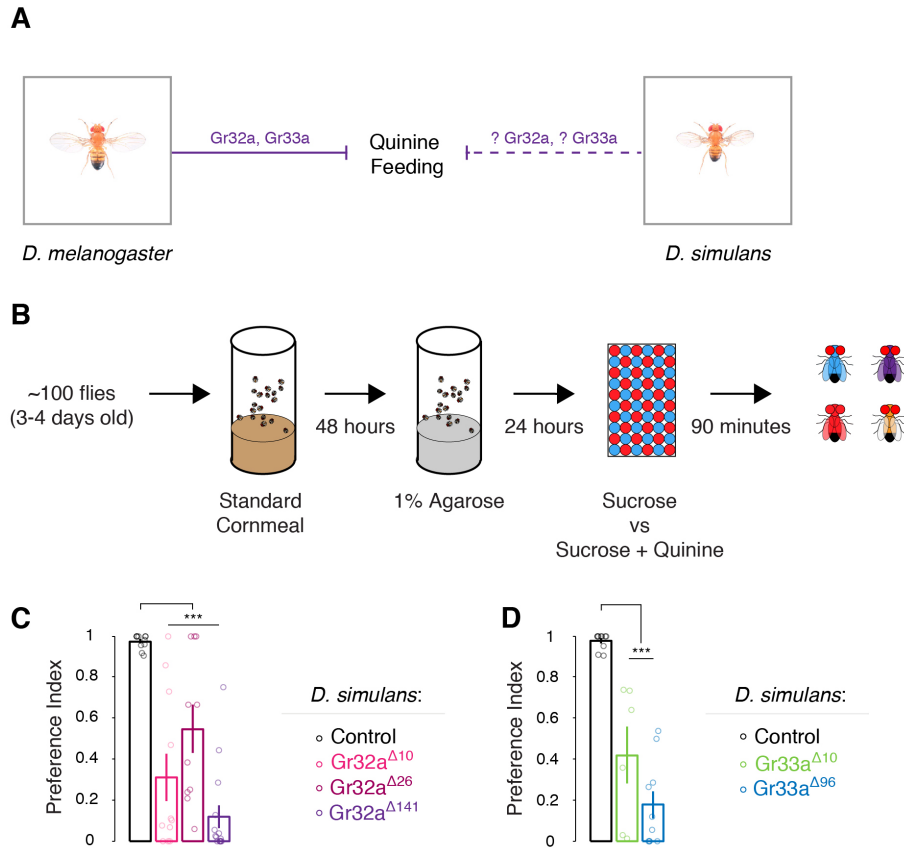 A
Gr32a, Gr33a
Quinine
Feeding
? Gr32a, ? Gr33a
D. melanogaster
D. simulans
B
~100 flies
(3-4 days old)
48 hours
24 hours
90 minutes
Standard
Cornmeal
1% Agarose
Sucrose
vs
Sucrose + Quinine
C
Preference Index
1
0.8
0.6
0.4
0.2
0
***
D. simulans:
Control
Gr32aΔ10
Gr32aΔ26
Gr32aΔ141
D
Preference Index
1
0.8
0.6
0.4
0.2
0
***
D. simulans:
Control
Gr33aΔ10
Gr33aΔ96